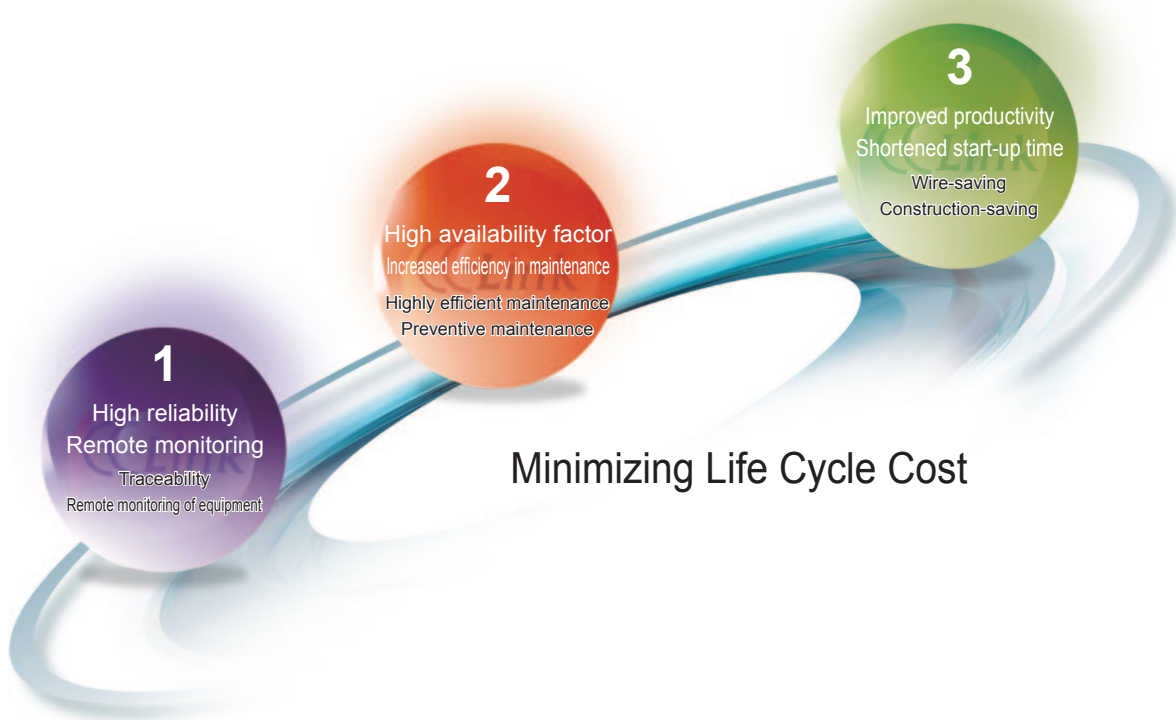 1
High reliability
Remote monitoring
Traceability
Remote monitoring of equipment
2
High availability factor
Increased efficiency in maintenance
Highly efficient maintenance
Preventive maintenance
3
Improved productivity
Shortened start-up time
Wire-saving
Construction-saving
Minimizing Life Cycle Cost